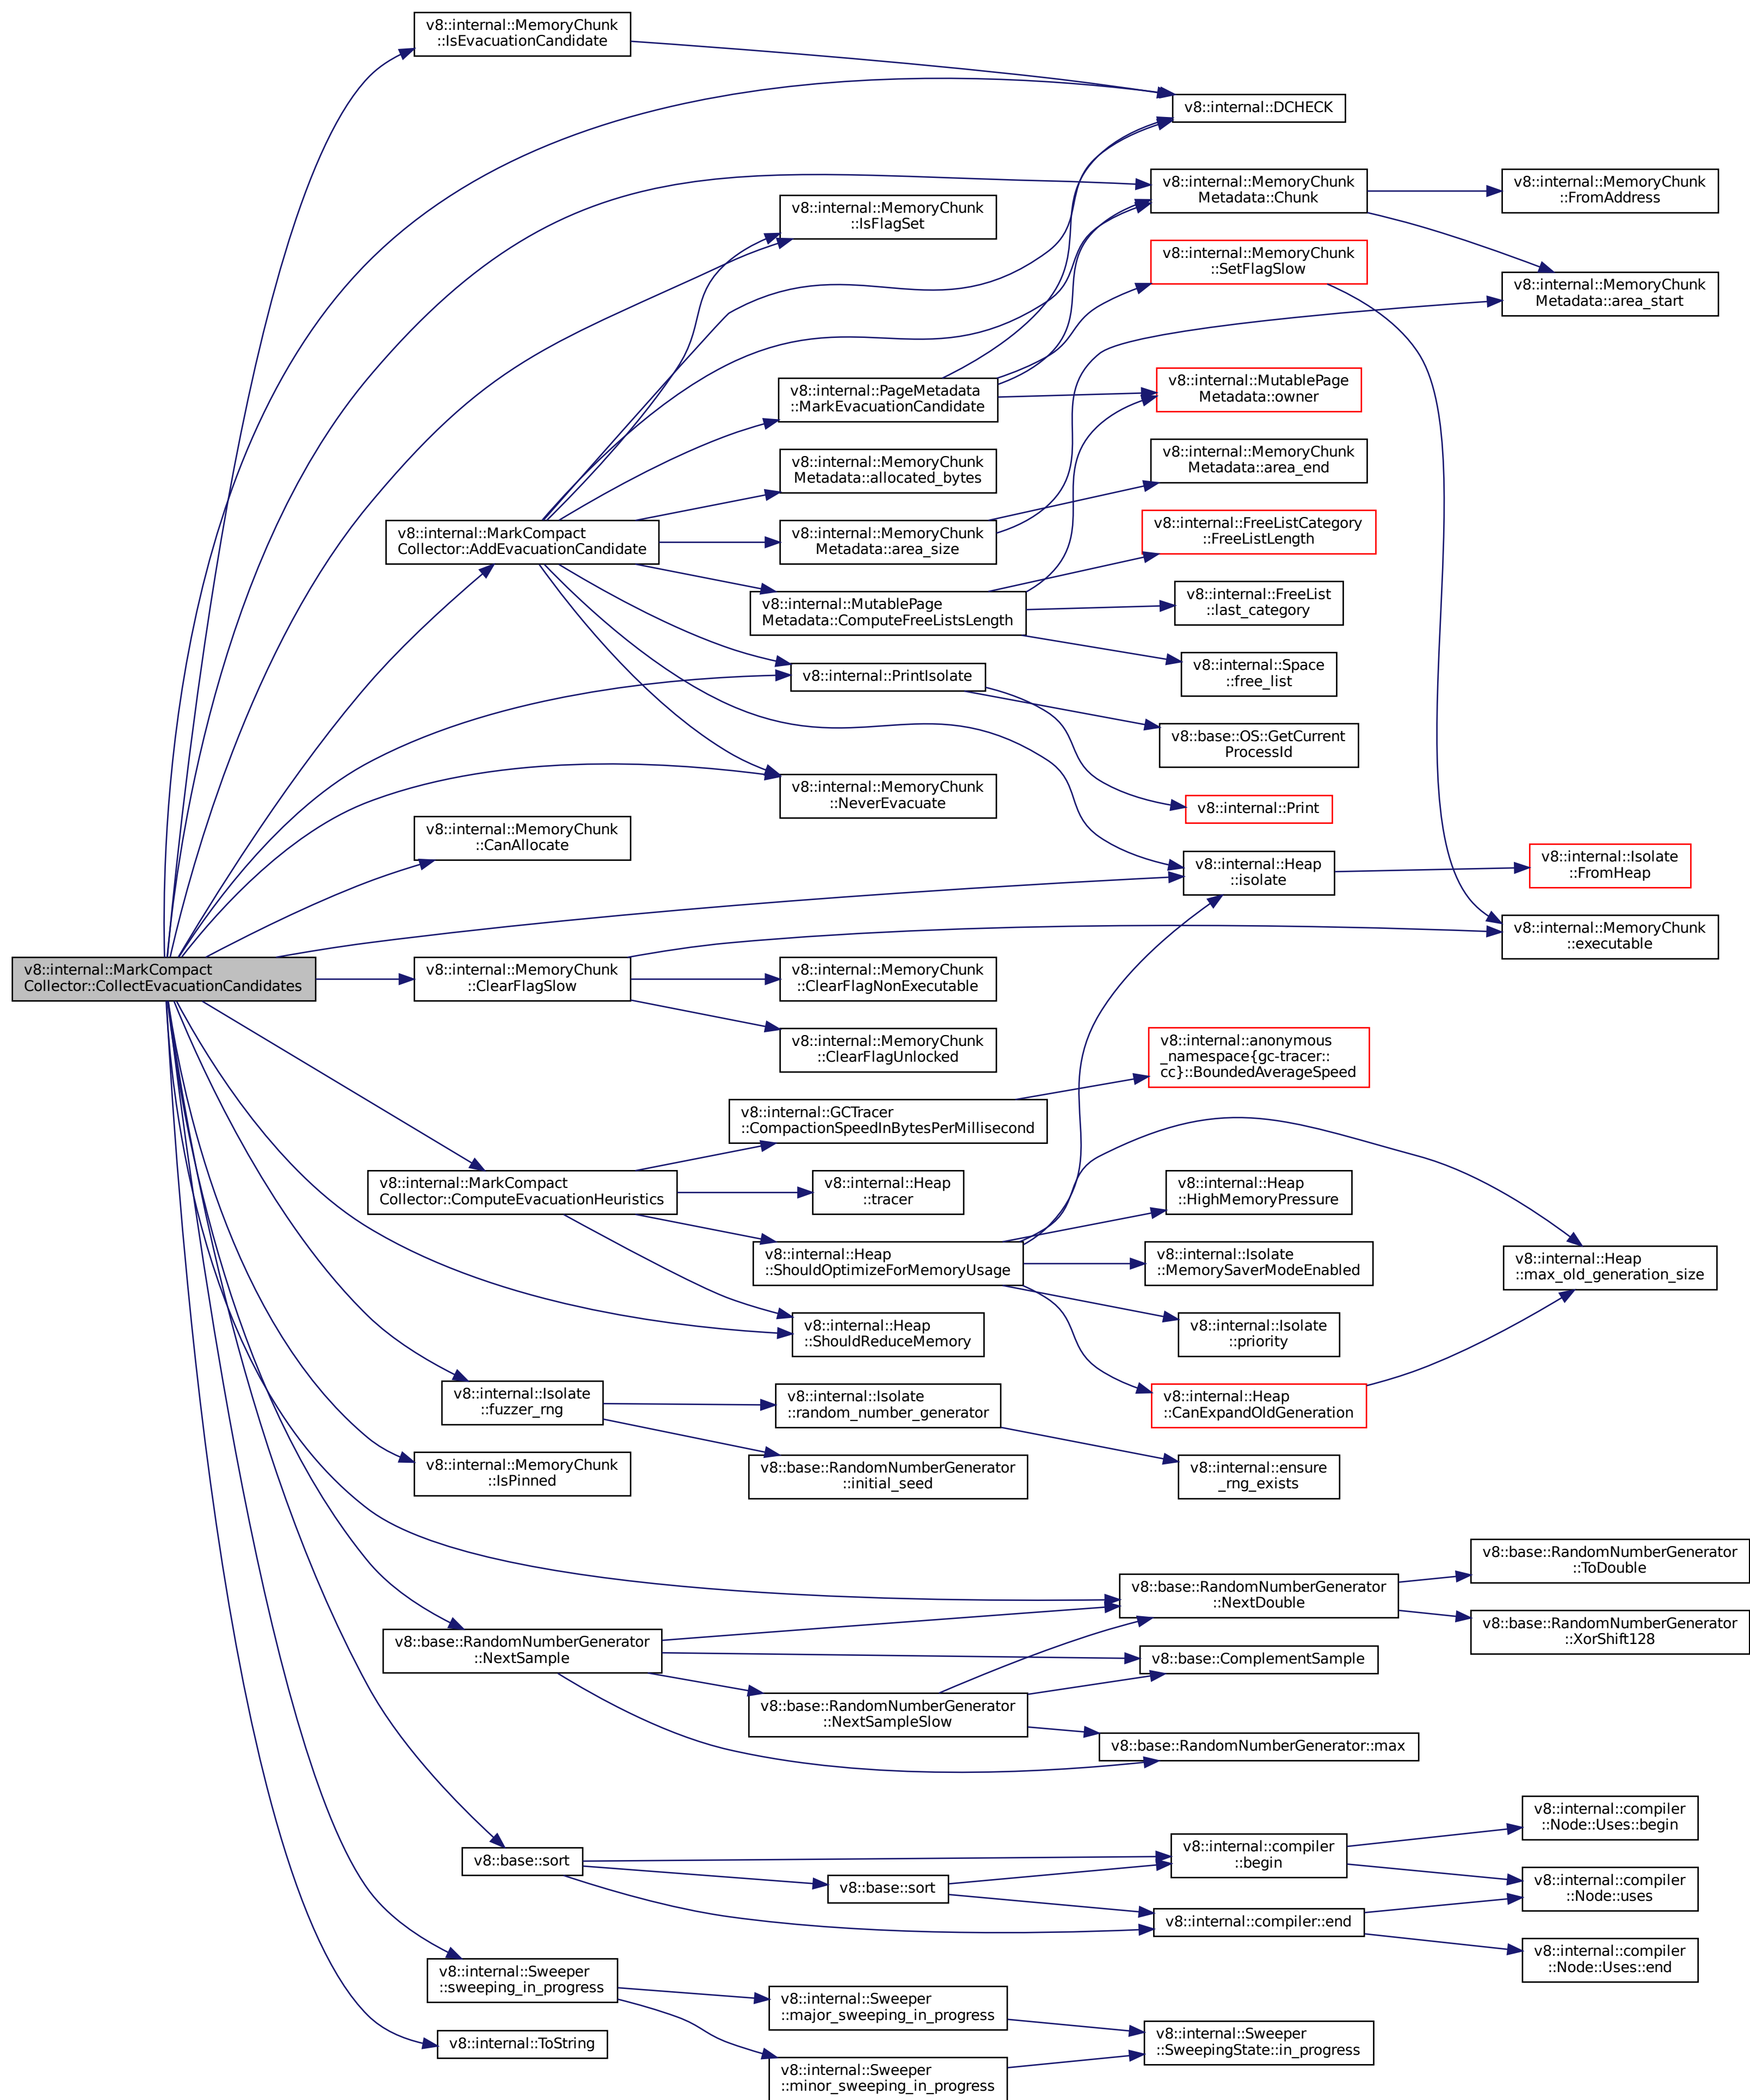 v8::internal::MemoryChunk
::IsEvacuationCandidate
v8::internal::DCHECK
v8::internal::MemoryChunk
Metadata::Chunk
v8::internal::MemoryChunk
::FromAddress
v8::internal::MemoryChunk
::IsFlagSet
v8::internal::MemoryChunk
::SetFlagSlow
v8::internal::MemoryChunk
Metadata::area_start
v8::internal::PageMetadata
::MarkEvacuationCandidate
v8::internal::MutablePage
Metadata::owner
v8::internal::MemoryChunk
Metadata::allocated_bytes
v8::internal::MemoryChunk
Metadata::area_end
v8::internal::MarkCompact
Collector::AddEvacuationCandidate
v8::internal::MemoryChunk
Metadata::area_size
v8::internal::FreeListCategory
::FreeListLength
v8::internal::MutablePage
Metadata::ComputeFreeListsLength
v8::internal::FreeList
::last_category
v8::internal::Space
::free_list
v8::internal::PrintIsolate
v8::base::OS::GetCurrent
ProcessId
v8::internal::MemoryChunk
::NeverEvacuate
v8::internal::Print
v8::internal::MemoryChunk
::CanAllocate
v8::internal::Heap
::isolate
v8::internal::Isolate
::FromHeap
v8::internal::MemoryChunk
::executable
v8::internal::MarkCompact
Collector::CollectEvacuationCandidates
v8::internal::MemoryChunk
::ClearFlagSlow
v8::internal::MemoryChunk
::ClearFlagNonExecutable
v8::internal::MemoryChunk
::ClearFlagUnlocked
v8::internal::anonymous
_namespace{gc-tracer::
cc}::BoundedAverageSpeed
v8::internal::GCTracer
::CompactionSpeedInBytesPerMillisecond
v8::internal::MarkCompact
Collector::ComputeEvacuationHeuristics
v8::internal::Heap
::tracer
v8::internal::Heap
::HighMemoryPressure
v8::internal::Heap
::ShouldOptimizeForMemoryUsage
v8::internal::Isolate
::MemorySaverModeEnabled
v8::internal::Heap
::max_old_generation_size
v8::internal::Heap
::ShouldReduceMemory
v8::internal::Isolate
::priority
v8::internal::Isolate
::fuzzer_rng
v8::internal::Isolate
::random_number_generator
v8::internal::Heap
::CanExpandOldGeneration
v8::internal::MemoryChunk
::IsPinned
v8::base::RandomNumberGenerator
::initial_seed
v8::internal::ensure
_rng_exists
v8::base::RandomNumberGenerator
::ToDouble
v8::base::RandomNumberGenerator
::NextDouble
v8::base::RandomNumberGenerator
::XorShift128
v8::base::RandomNumberGenerator
::NextSample
v8::base::ComplementSample
v8::base::RandomNumberGenerator
::NextSampleSlow
v8::base::RandomNumberGenerator::max
v8::internal::compiler
::Node::Uses::begin
v8::base::sort
v8::internal::compiler
::begin
v8::base::sort
v8::internal::compiler
::Node::uses
v8::internal::compiler::end
v8::internal::compiler
::Node::Uses::end
v8::internal::Sweeper
::sweeping_in_progress
v8::internal::Sweeper
::major_sweeping_in_progress
v8::internal::ToString
v8::internal::Sweeper
::SweepingState::in_progress
v8::internal::Sweeper
::minor_sweeping_in_progress